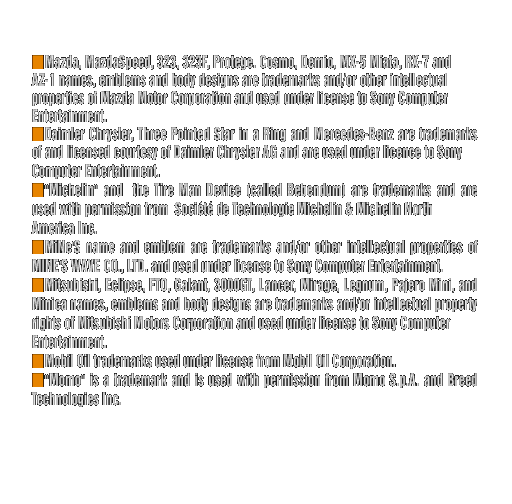 Mazda, MazdaSpeed, 323, 323F, Protege, Cosmo, Demio, MX-5 Miata, RX-7 and
AZ-1 names, emblems and body designs are trademarks and/or other intellectual
properties of Mazda Motor Corporation and used under license to Sony Computer
Entertainment.
Daimler Chrysler, Three Pointed Star in a Ring and Mercedes-Benz are trademarks
of and licensed courtesy of Daimler Chrysler AG and are used under licence to Sony
Computer Entertainment.
"Michelin" and the Tire Man Device (called Bebendum) are trademarks and are
used with permission from Société de Technologie Michelin & Michelin North
America Inc.
MINE'S name and emblem are trademarks and/or other intellectual properties of
MINE'S WAVE CO., LTD. and used under license to Sony Computer Entertainment.
Mitsubishi, Eclipse, FTO, Galant, 3000GT, Lancer, Mirage, Legnum, Pajero Mini, and
Minica names, emblems and body designs are trademarks and/or intellectual property
rights of Mitsubishi Motors Corporation and used under license to Sony Computer
Entertainment.
Mobil Oil trademarks used under license from Mobil Oil Corporation.
"Momo" is a trademark and is used with permission from Momo S.p.A. and Breed
Technologies Inc.